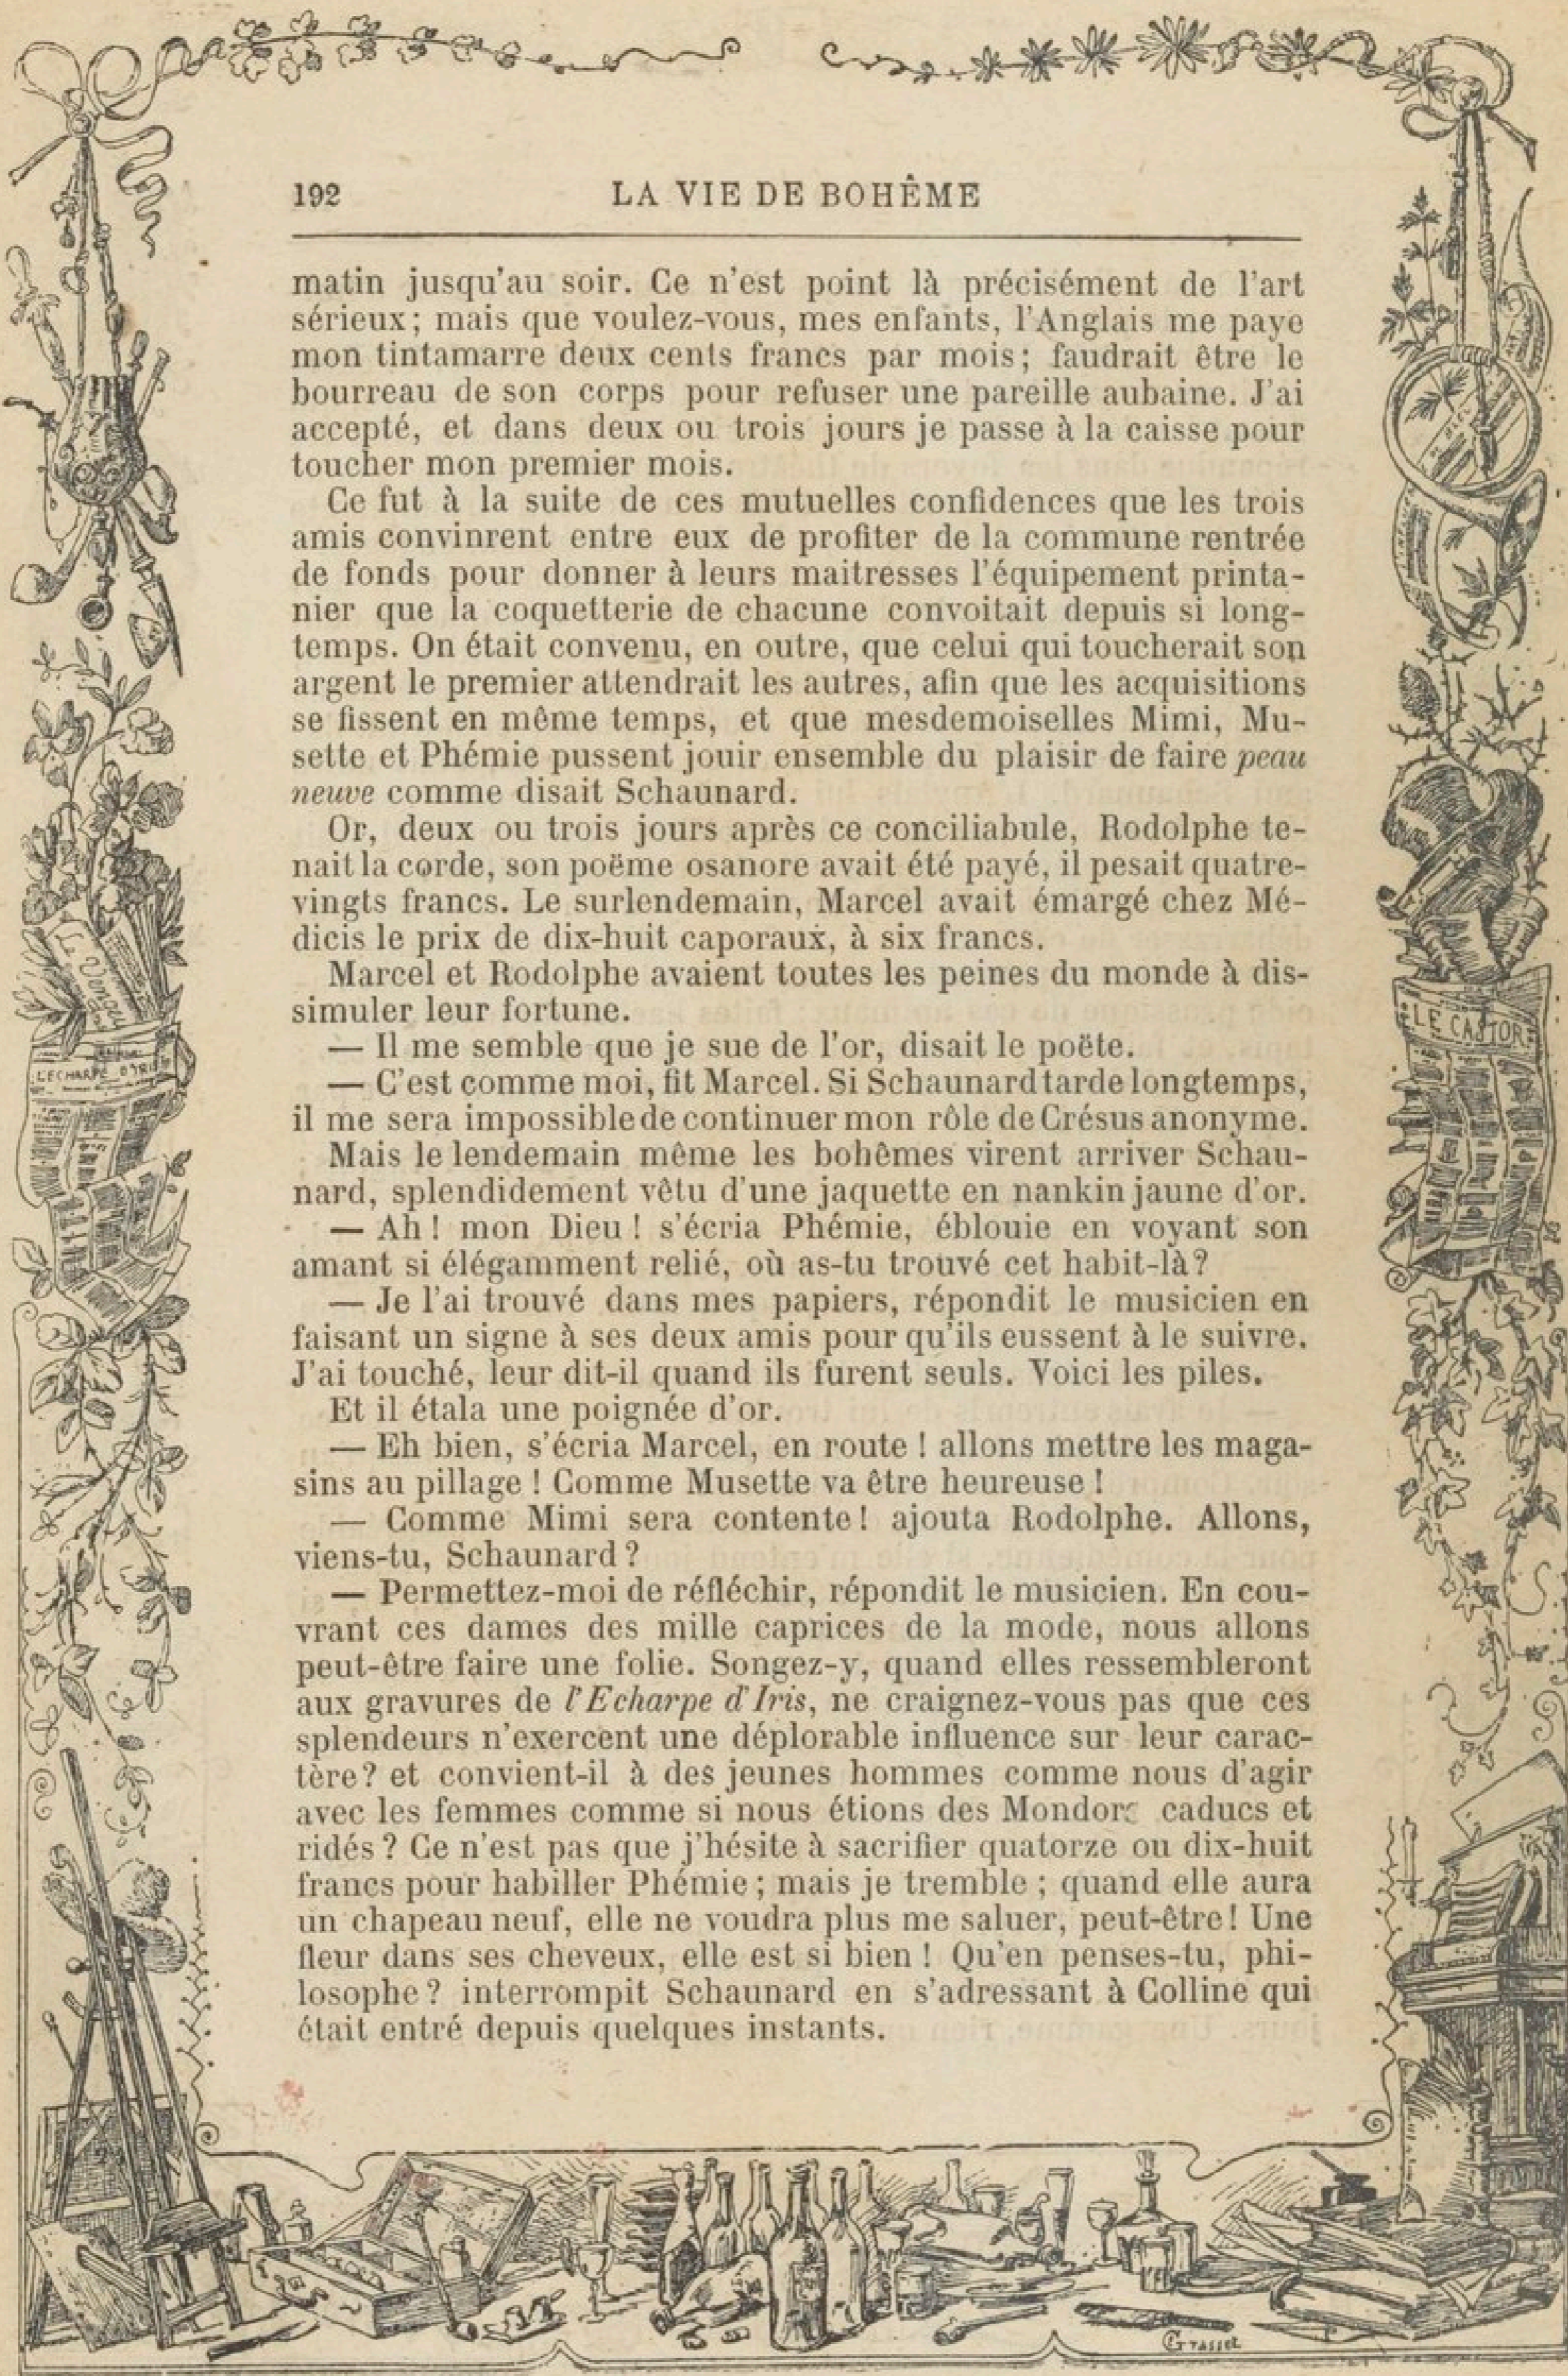 192 LA VIE DE BOHÊME
matin jusqu'au soir. Ce n'est point là précisément de l'art
sérieux; mais que voulez-vous, mes enfants, l'Anglais me paye
mon tintamarre deux cents francs par mois; faudrait être le
bourreau de son corps pour refuser une pareille aubaine. J'ai
accepté, et dans deux ou trois jours je passe à la caisse pour
toucher mon premier mois.
Ce fut à la suite de ces mutuelles confidences que les trois
amis convinrent entre eux de profiter de la commune rentrée
de fonds pour donner à leurs maitresses l'équipement printa-
nier que la coquetterie de chacune convoitait depuis si long-
temps. On était convenu, en outre, que celui qui toucherait son
argent le premier attendrait les autres, afin que les acquisitions
se fissent en même temps, et que mesdemoiselles Mimi, Mu-
sette et Phémie pussent jouir ensemble du plaisir de faire peau
neuve comme disait Schaunard.
Or, deux ou trois jours après ce conciliabule, Rodolphe te-
nait la corde, son poëme osanore avait été payé, il pesait quatre-
vingts francs. Le surlendemain, Marcel avait émargé chez Mé-
dicis le prix de dix-huit caporaux, à six francs.
Marcel et Rodolphe avaient toutes les peines du monde à dis-
simuler leur fortune.
— Il me semble que je sue de l'or, disait le poëte.
— C'est comme moi, fit Marcel. Si Schaunard tarde longtemps,
il me sera impossible de continuer mon rôle de Crésus anonyme.
Mais le lendemain même les bohêmes virent arriver Schau-
nard, splendidement vêtu d'une jaquette en nankin jaune d'or.
— Ah! mon Dieu! s'écria Phémie, éblouie en voyant son
amant si élégamment relié, où as-tu trouvé cet habit-là?
— Je l'ai trouvé dans mes papiers, répondit le musicien en
faisant un signe à ses deux amis pour qu'ils eussent à le suivre.
J'ai touché, leur dit-il quand ils furent seuls. Voici les piles.
Et il étala une poignée d'or.
— Eh bien, s'écria Marcel, en route! allons mettre les maga-
sins au pillage! Comme Musette va être heureuse!
— Comme Mimi sera contente! ajouta Rodolphe. Allons,
viens-tu, Schaunard?
— Permettez-moi de réfléchir, répondit le musicien. En cou-
vrant ces dames des mille caprices de la mode, nous allons
peut-être faire une folie. Songez-y, quand elles ressembleront
aux gravures de l'Echarpe d'Iris, ne craignez-vous pas que ces
splendeurs n'exercent une déplorable influence sur leur carac-
tère? et convient-il à des jeunes hommes comme nous d'agir
avec les femmes comme si nous étions des Mondors caducs et
ridés? Ce n'est pas que j'hésite à sacrifier quatorze ou dix-huit
francs pour habiller Phémie; mais je tremble; quand elle aura
un chapeau neuf, elle ne voudra plus me saluer, peut-être! Une
fleur dans ses cheveux, elle est si bien! Qu'en penses-tu, phi-
losophe? interrompit Schaunard en s'adressant à Colline qui
était entré depuis quelques instants.
L'ECHARPE D'IRIS
LE CASTOR
Grasset